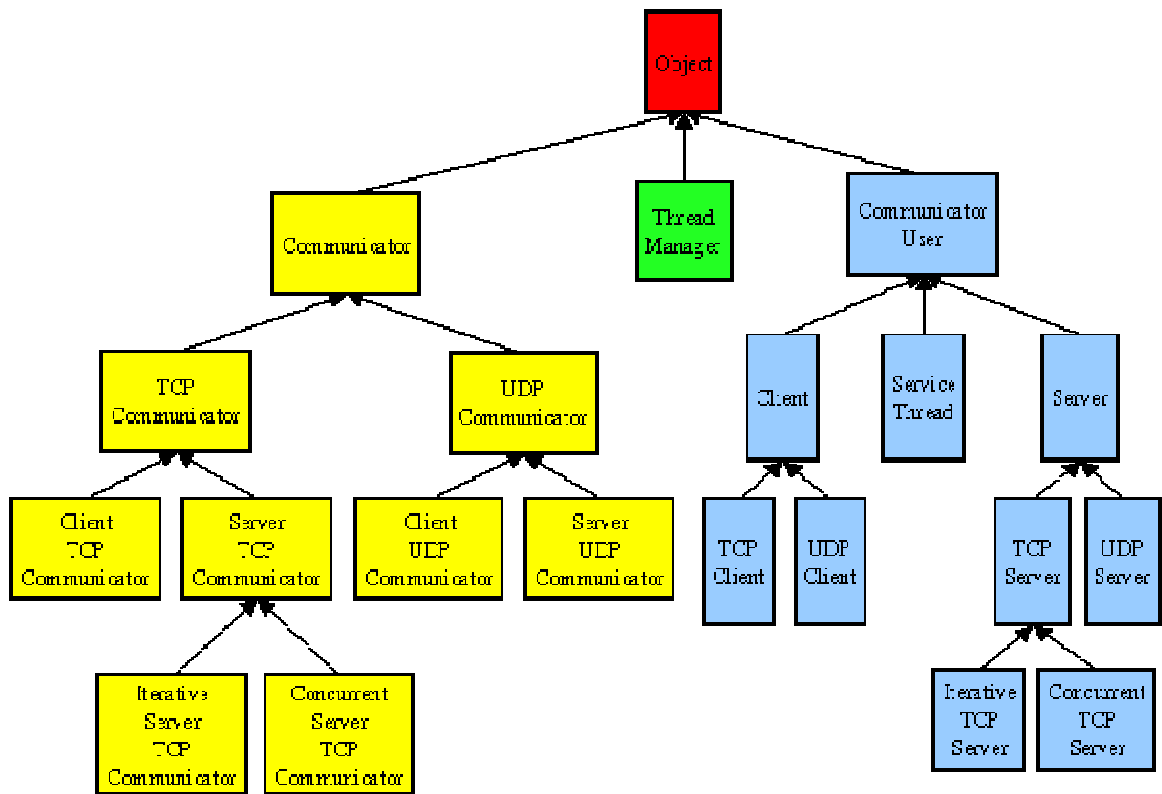 Object
Communicator
Thread
Manager
Communicator
User
TCP
Communicator
UDP
Communicator
Client
Service
Thread
Server
Client
TCP
Communicator
Server
TCP
Communicator
Client
UDP
Communicator
Server
UDP
Communicator
TCP
Client
UDP
Client
TCP
Server
UDP
Server
Iterative
Server
TCP
Communicator
Concurrent
Server
TCP
Communicator
Iterative
TCP
Server
Concurrent
TCP
Server